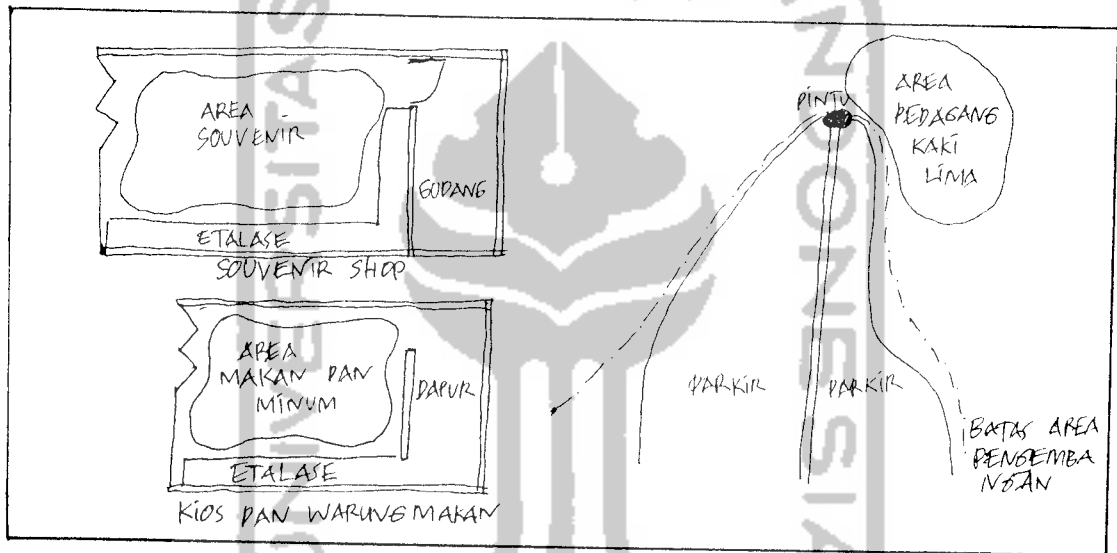 AREA
SOUVENIR
GUDANG
ETALASE
SOUVENIR SHOP
AREA
MAKAN DAN
MINUM
DAPUR
ETALASE
KIOS DAN WARUNG MAKAN
PINTU
AREA
PEDAGANG
KAKI
LIMA
PARKIR
PARKIR
BATAS AREA
PENGEMBA
NGAN
UNIVERSITAS